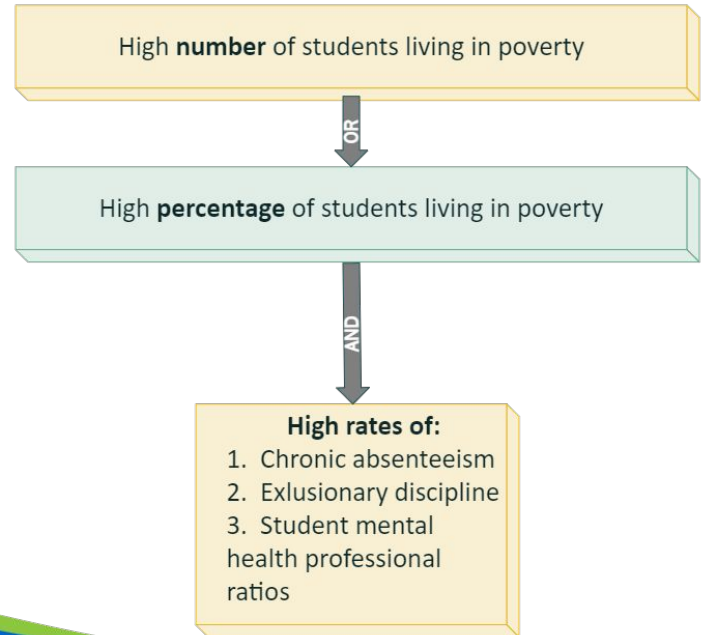 High number of students living in poverty
OR
High percentage of students living in poverty
AND
High rates of:
1. Chronic absenteeism
2. Exlusionary discipline
3. Student mental
health professional
ratios